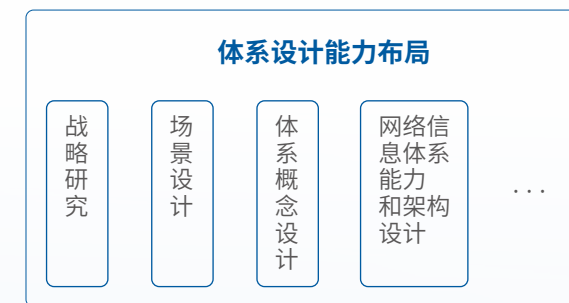 体系设计能力布局
战略研究
场景设计
体系概念设计
网络信
息体系
能力
和架构
设计
...